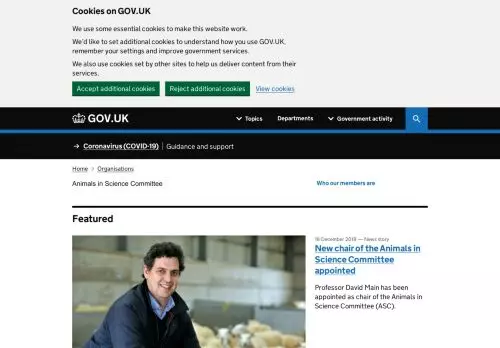 Cookies on GOV.UK
We use some essential cookies to make this website work.
We'd like to set additional cookies to understand how you use GOV.UK,
remember your settings and improve government services.
We also use cookies set by other sites to help us deliver content from their
services.
Accept additional cookies Reject additional cookies View cookies
GOV.UK Topics Departments Government activity
Coronavirus (COVID-19) Guidance and support
Home Organisations
Animals in Science Committee Who our members are
Featured
19 December 2019 — News story
New chair of the Animals in
Science Committee
appointed
Professor David Main has been
appointed as chair of the Animals in
Science Committee (ASC).